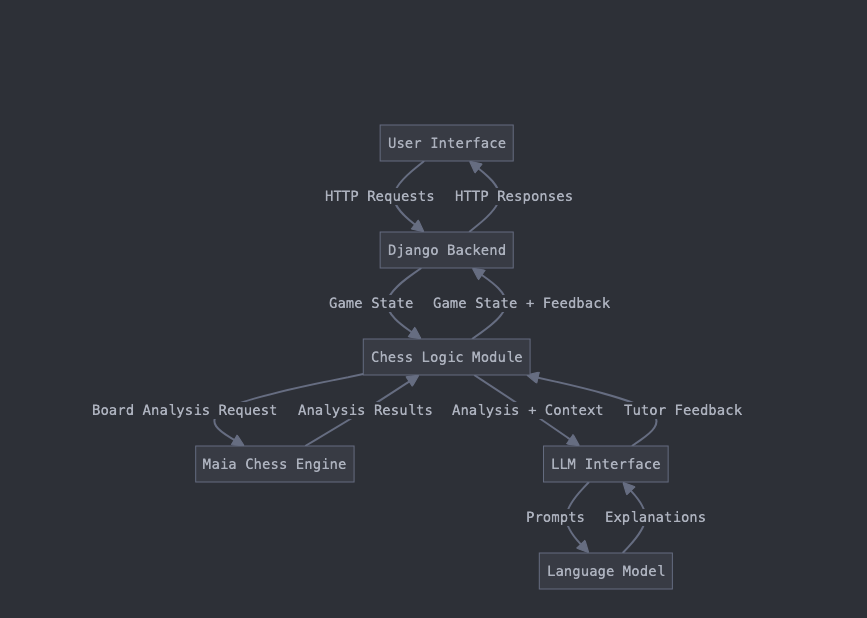 User Interface
HTTP Requests
HTTP Responses
Django Backend
Game State
Game State + Feedback
Chess Logic Module
Board Analysis Request
Analysis Results
Analysis + Context
Tutor Feedback
Maia Chess Engine
LLM Interface
Prompts
Explanations
Language Model